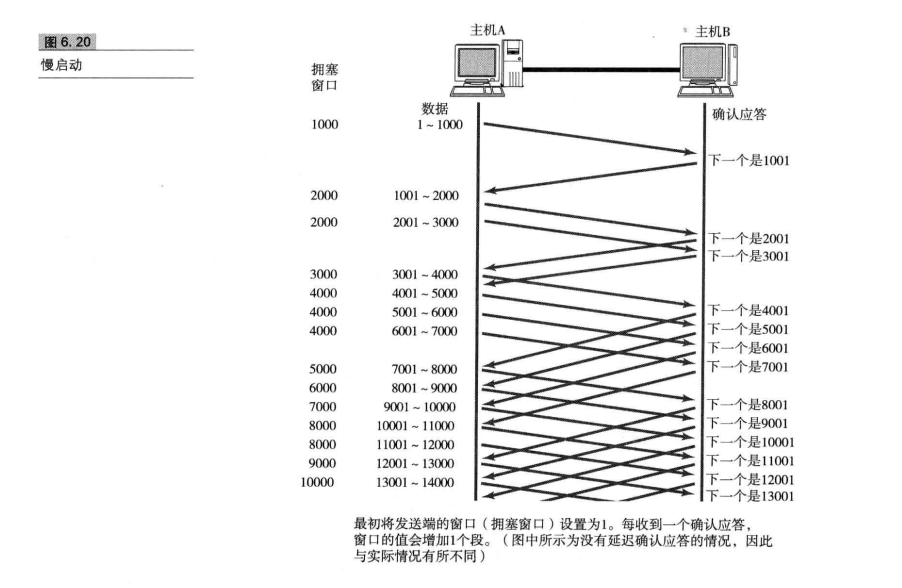 图 6.20
慢启动
主机A
主机B
拥塞
窗口
数据
确认应答
1000 1～1000
下一个是1001
2000 1001～2000
2000 2001～3000
下一个是2001
下一个是3001
3000 3001～4000
4000 4001～5000
4000 5001～6000
4000 6001～7000
下一个是4001
下一个是5001
下一个是6001
下一个是7001
5000 7001～8000
6000 8001～9000
7000 9001～10000
8000 10001～11000
8000 11001～12000
9000 12001～13000
10000 13001～14000
下一个是8001
下一个是9001
下一个是10001
下一个是11001
下一个是12001
下一个是13001
最初将发送端的窗口（拥塞窗口）设置为1。每收到一个确认应答，
窗口的值会增加1个段。（图中所示为没有延迟确认应答的情况，因此
与实际情况有所不同）